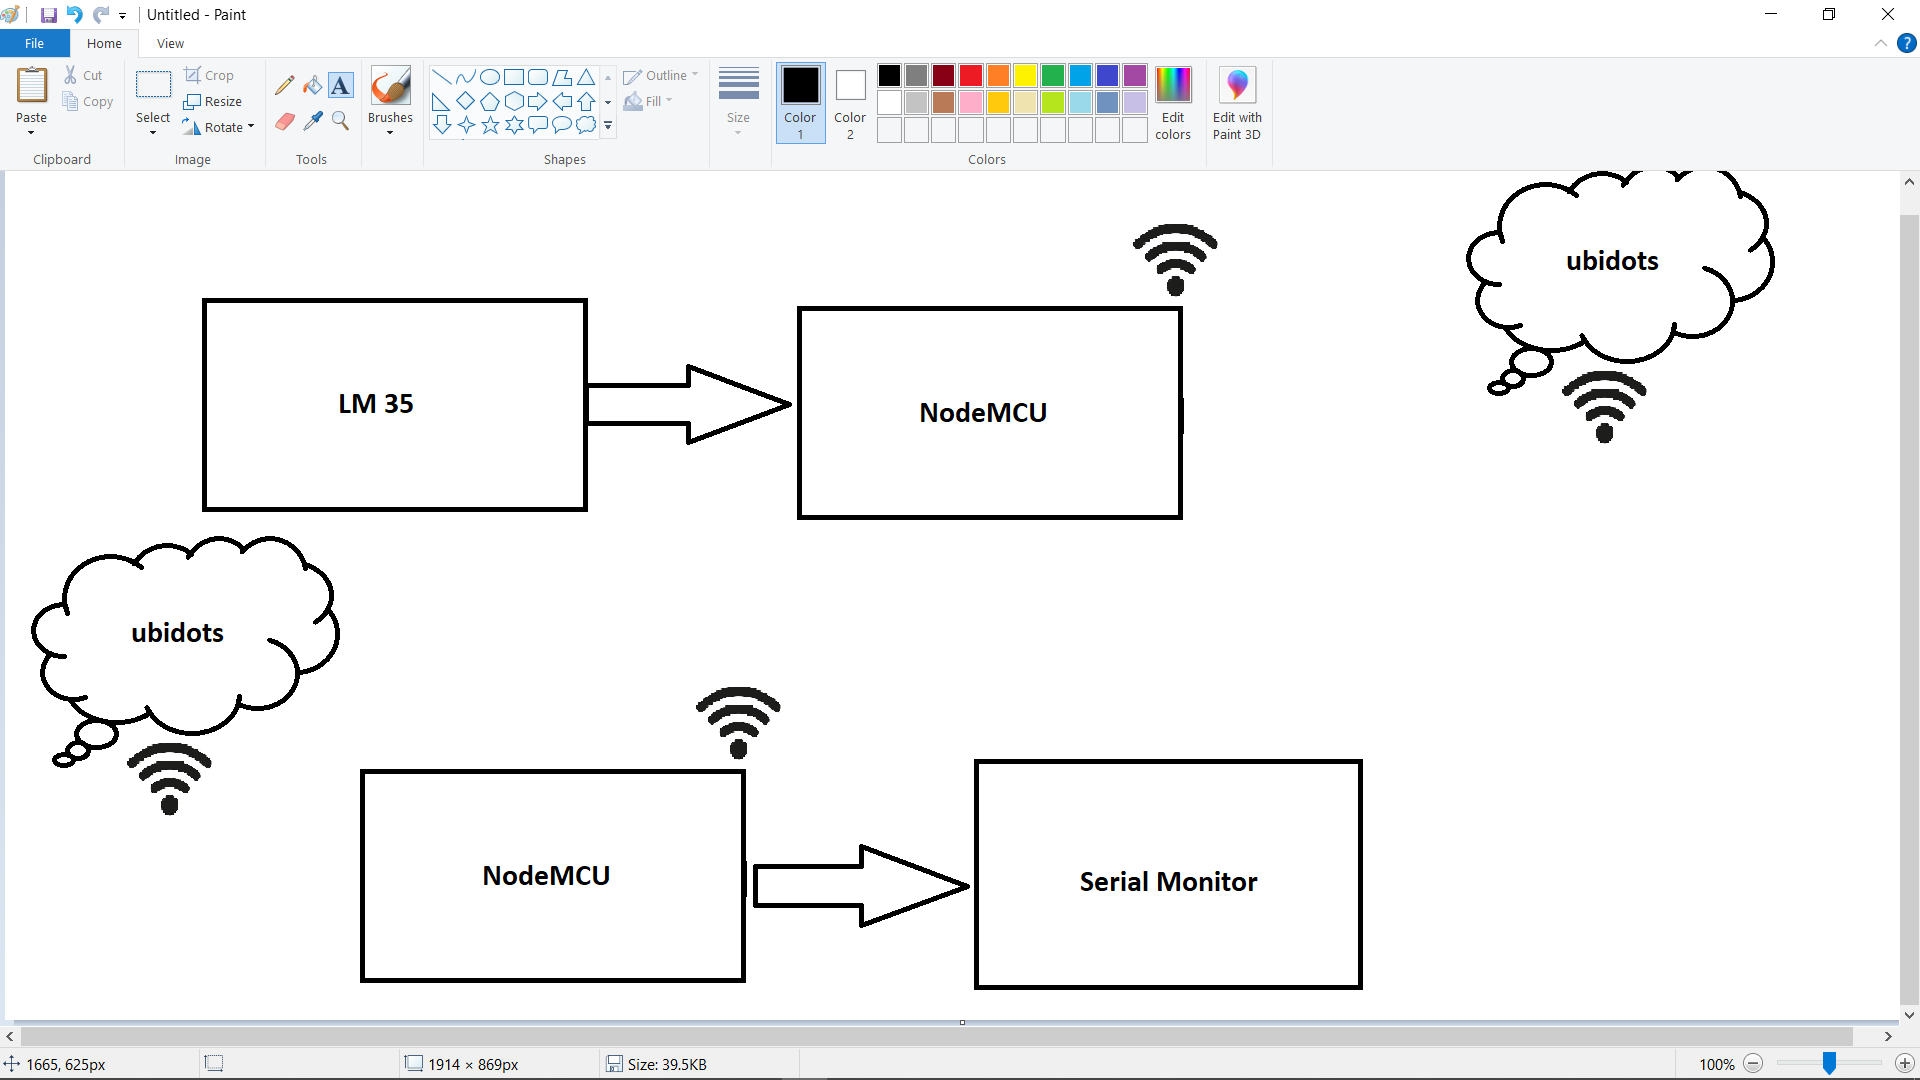 Untitled - Paint
File Home View
Paste
Cut
Copy
Clipboard
Select
Crop
Resize
Rotate
Image
A
Tools
Brushes
Outline
Fill
Shapes
Size
Color 1
Color 2
Edit colors
Edit with Paint 3D
Colors
?
ubidots
LM 35
NodeMCU
ubidots
NodeMCU
Serial Monitor
1665, 625px
1914 × 869px
Size: 39.5KB
100%